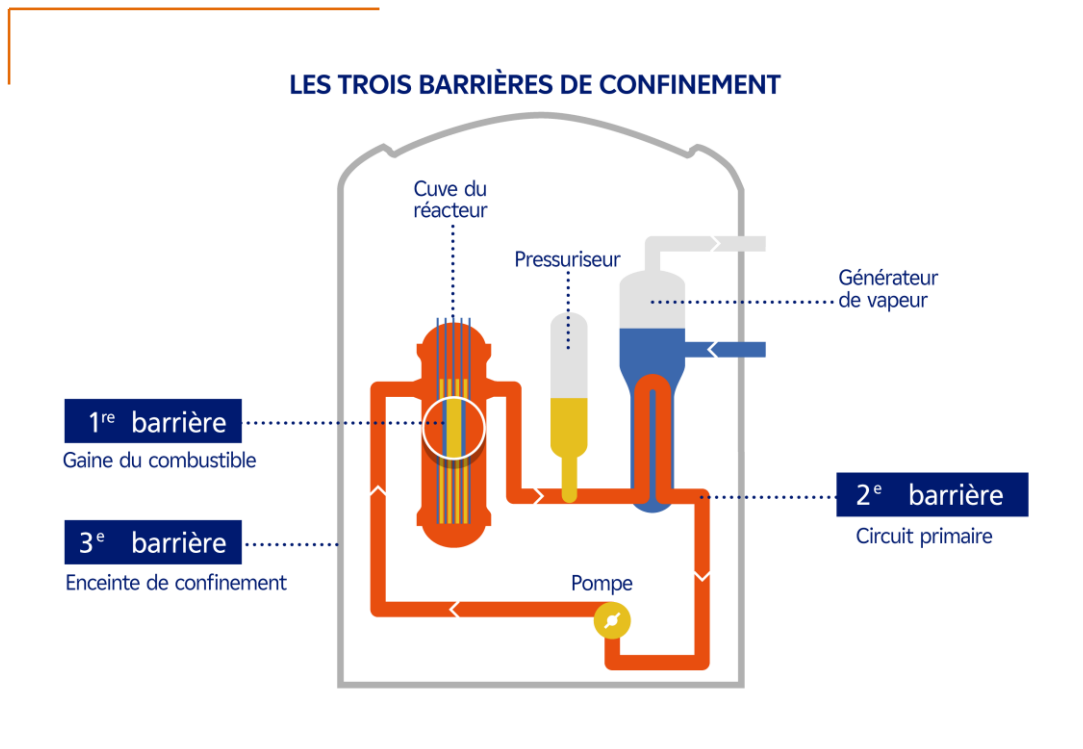 LES TROIS BARRIÈRES DE CONFINEMENT
Cuve du
réacteur
Pressuriseur
Générateur
de vapeur
1re barrière
Gaine du combustible
2e barrière
Circuit primaire
3e barrière
Enceinte de confinement
Pompe